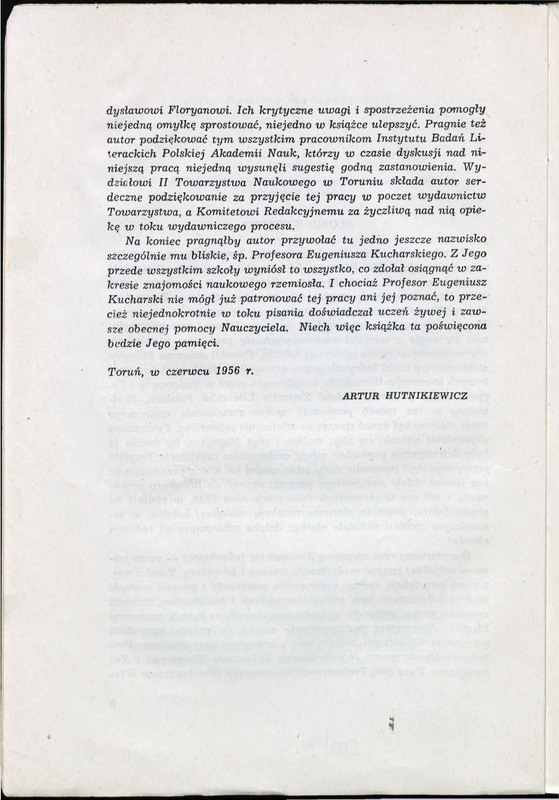 dysławowi Floryanowi. Ich krytyczne uwagi i spostrzeżenia pomogły
niejedną omyłkę sprostować, niejedno w książce ulepszyć. Pragnie też
autor podziękować tym wszystkim pracownikom Instytutu Badań Li-
terackich Polskiej Akademii Nauk, którzy w czasie dyskusji nad ni-
niejszą pracą niejedną wysunęli sugestię godną zastanowienia. Wy-
działowi II Towarzystwa Naukowego w Toruniu składa autor ser-
deczne podziękowanie za przyjęcie tej pracy w poczet wydawnictw
Towarzystwa, a Komitetowi Redakcyjnemu za życzliwą nad nią opie-
kę w toku wydawniczego procesu.
Na koniec pragnąłby autor przywołać tu jedno jeszcze nazwisko
szczególnie mu bliskie, śp. Profesora Eugeniusza Kucharskiego. Z Jego
przede wszystkim szkoły wyniósł to wszystko, co zdołał osiągnąć w za-
kresie znajomości naukowego rzemiosła. I chociaż Profesor Eugeniusz
Kucharski nie mógł już patronować tej pracy ani jej poznać, to prze-
cież niejednokrotnie w toku pisania doświadczał uczeń żywej i zaw-
sze obecnej pomocy Nauczyciela. Niech więc książka ta poświęcona
będzie Jego pamięci.
Toruń, w czerwcu 1956 r.
ARTUR HUTNIKIEWICZ